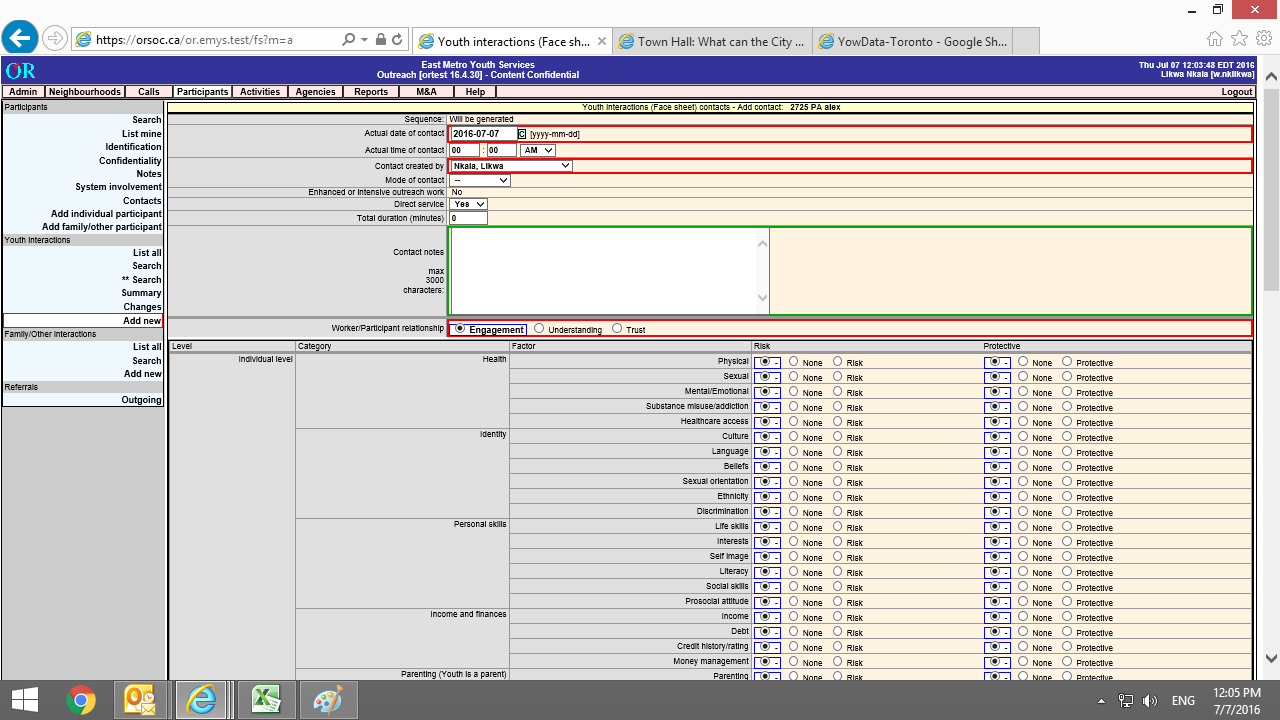 https://orsoc.ca/or.emys.test/fs?m=a
Youth interactions (Face sh...
Town Hall: When in the City ...
YowData-Toronto - Google Sh...
OR
East Metro Youth Services
Outreach [ortest 16.4.30] - Content Confidential
Thu Jul 07 12:03:48 EDT 2016
Likwa Nkala [w.nklikwa]
Admin Neighbourhoods Calls Participants Activities Agencies Reports M&A Help Logout
Participants
Search
List mine
Identification
Confidentiality
Notes
System involvement
Contacts
Add individual participant
Add family/other participant
Youth Interactions
List all
Search
** Search
Summary
Changes
Add new
Family/Other Interactions
List all
Search
Add new
Referrals
Outgoing
Youth Interactions (Face sheet) contacts - Add contact: 2725 PA alex
Sequence: Will be generated
Actual date of contact 2016-07-07 C [yyyy-mm-dd]
Actual time of contact 00 : 00 AM
Contact created by Nkala, Likwa
Mode of contact --
Enhanced or intensive outreach work No
Direct service Yes
Total duration (minutes) 0
Contact notes
max
3000
characters:
Worker/Participant relationship Engagement Understanding Trust
Level Category Factor Risk Protective
Individual level Health Physical - None Risk - None Protective
Sexual - None Risk - None Protective
Mental/Emotional - None Risk - None Protective
Substance misuse/addiction - None Risk - None Protective
Healthcare access - None Risk - None Protective
Identity Culture - None Risk - None Protective
Language - None Risk - None Protective
Beliefs - None Risk - None Protective
Sexual orientation - None Risk - None Protective
Ethnicity - None Risk - None Protective
Discrimination - None Risk - None Protective
Personal skills Life skills - None Risk - None Protective
Interests - None Risk - None Protective
Self image - None Risk - None Protective
Literacy - None Risk - None Protective
Social skills - None Risk - None Protective
Prosocial attitude - None Risk - None Protective
Income and finances Income - None Risk - None Protective
Debt - None Risk - None Protective
Credit history/rating - None Risk - None Protective
Money management - None Risk - None Protective
Parenting (Youth is a parent) Parenting - None Risk - None Protective
ENG
12:05 PM
7/7/2016